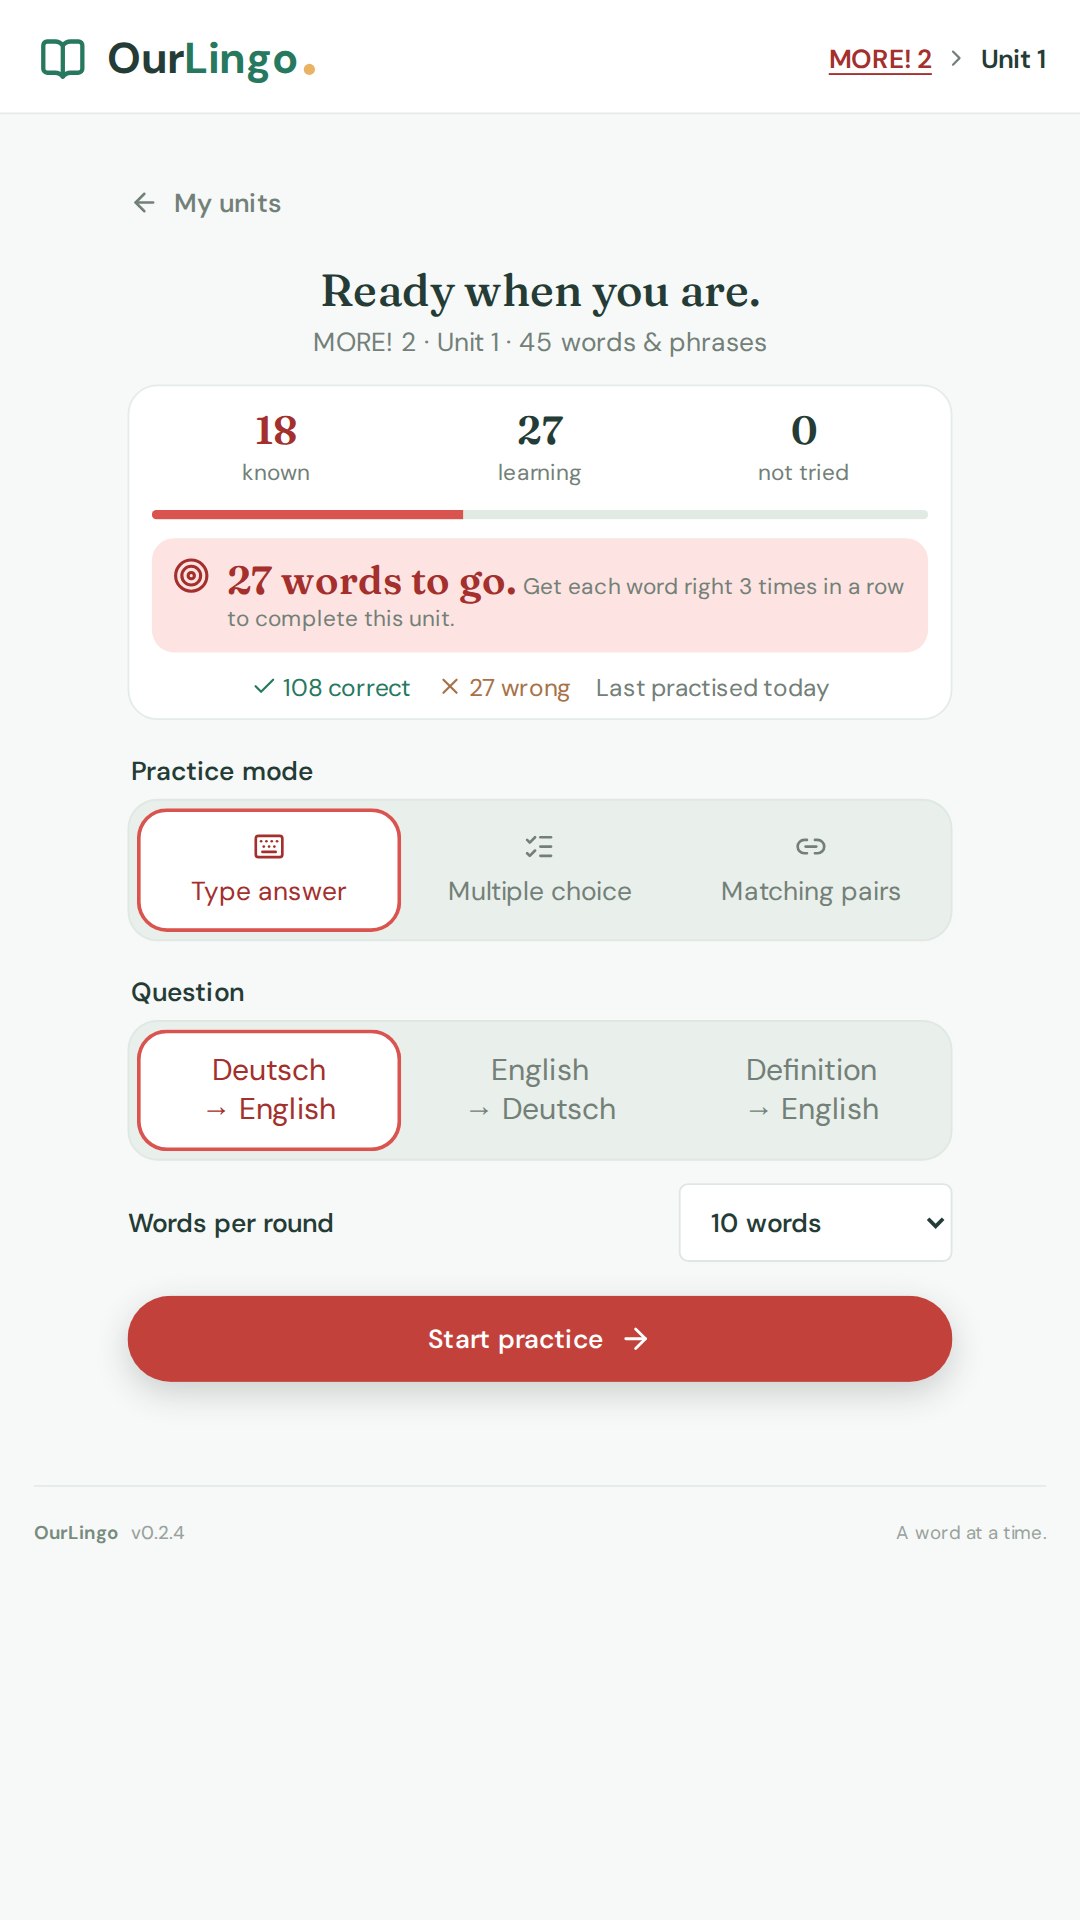 OurLingo.
MORE! 2 > Unit 1
← My units
Ready when you are.
MORE! 2 · Unit 1 · 45 words & phrases
18 27 0
known learning not tried
27 words to go. Get each word right 3 times in a row
to complete this unit.
✓ 108 correct × 27 wrong Last practised today
Practice mode
Type answer Multiple choice Matching pairs
Question
Deutsch English Definition
→ English → Deutsch → English
Words per round 10 words
Start practice →
OurLingo v0.2.4 A word at a time.